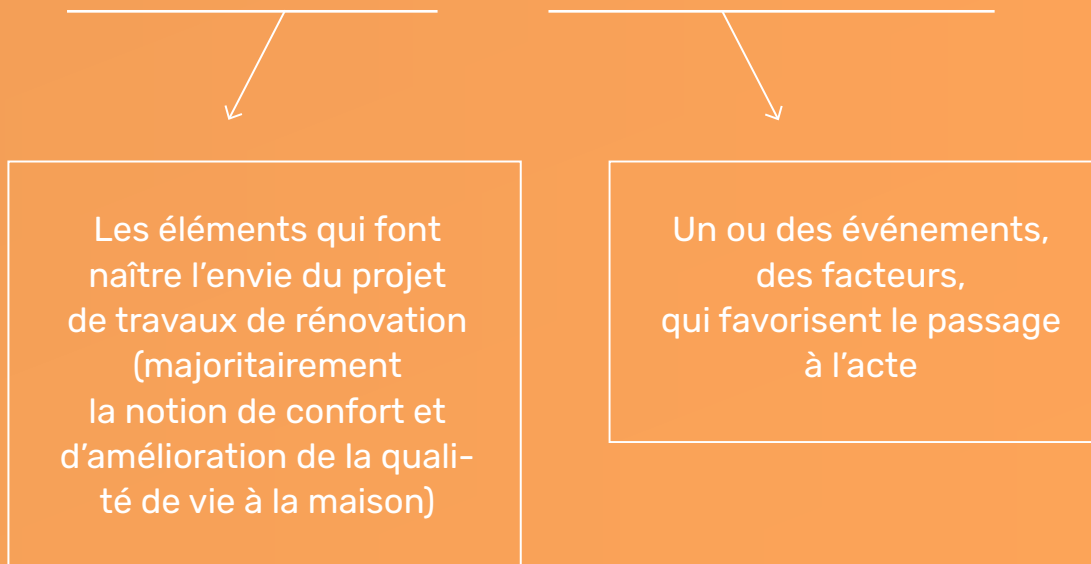 Les éléments qui font
naître l’envie du projet
de travaux de rénovation
(majoritairement
la notion de confort et
d’amélioration de la quali-
té de vie à la maison)
Un ou des événements,
des facteurs,
qui favorisent le passage
à l’acte